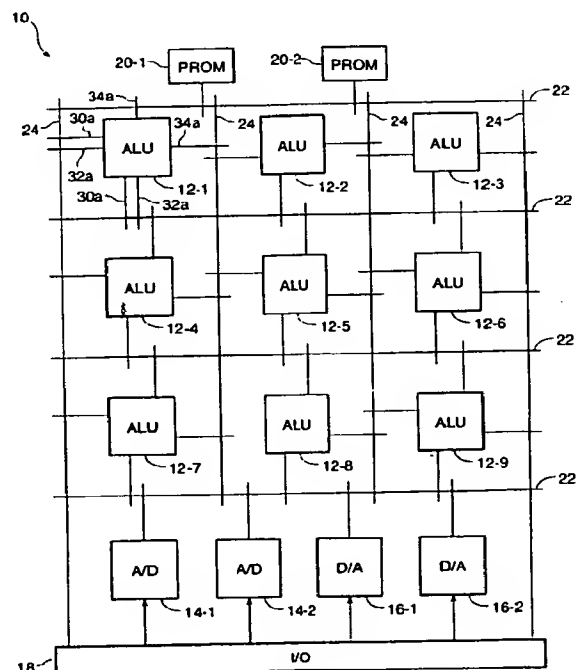 10
20-1
PROM
20-2
PROM
34a
22
24
30a
24
24
24
32a
ALU
34a
ALU
ALU
12-1
12-2
12-3
30a
32a
22
ALU
ALU
ALU
12-4
12-5
12-6
22
ALU
ALU
ALU
12-7
12-8
12-9
22
A/D
A/D
D/A
D/A
14-1
14-2
16-1
16-2
18
I/O